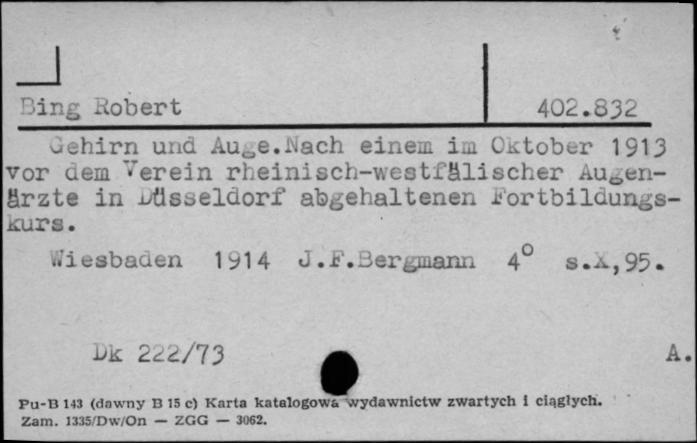 Bing Robert 402.832
Gehirn und Auge.Nach einem im Oktober 1913
vor dem Verein rheinisch-westfälischer Augen-
ärzte in Düsseldorf abgehaltenen Fortbildungs-
kurs.
Wiesbaden 1914 J.F.Bergmann 4° s.X,95.
Dk 222/73 A.
Pu-B 143 (dawny B 15 c) Karta katalogowa wydawnictw zwartych i ciągłych.
Zam. 1335/Dw/On — ZGG — 3062.